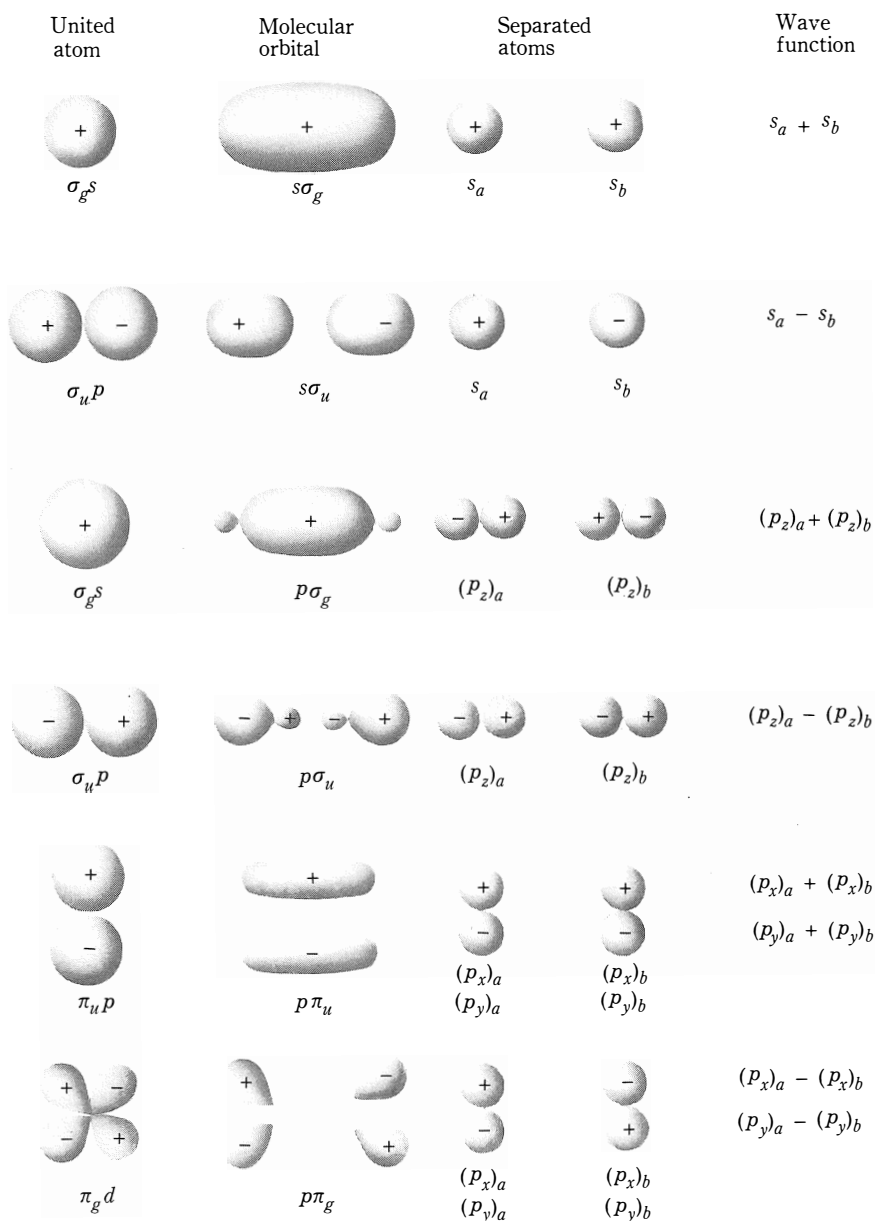 United atom Molecular orbital Separated atoms Wave function
+ + + + s_a + s_b
σ_g s sσ_g s_a s_b
+ − + − + − s_a − s_b
σ_u p sσ_u s_a s_b
+ + − + + − (p_z)_a + (p_z)_b
σ_g s pσ_g (p_z)_a (p_z)_b
− + − + − + − + − + (p_z)_a − (p_z)_b
σ_u p pσ_u (p_z)_a (p_z)_b
+ + + + (p_x)_a + (p_x)_b
− − − − (p_y)_a + (p_y)_b
π_u p pπ_u (p_x)_a (p_x)_b
(p_y)_a (p_y)_b
+ − + − + − (p_x)_a − (p_x)_b
− + − + − + (p_y)_a − (p_y)_b
π_g d pπ_g (p_x)_a (p_x)_b
(p_y)_a (p_y)_b